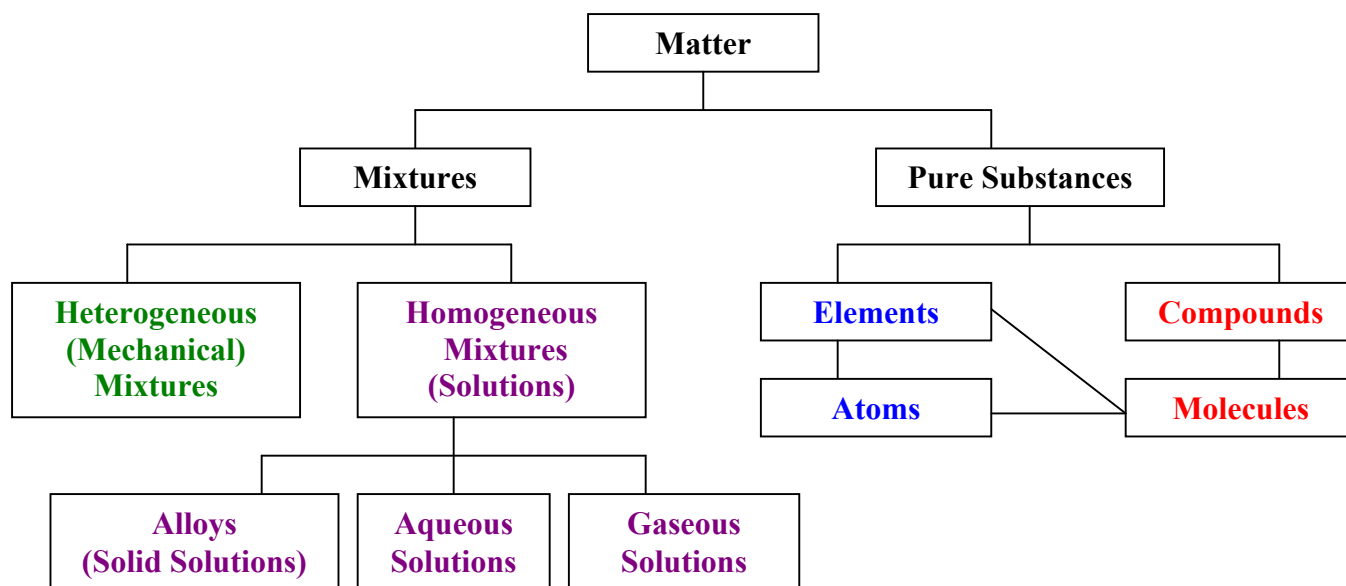 Matter
Mixtures
Pure Substances
Heterogeneous
(Mechanical)
Mixtures
Homogeneous
Mixtures
(Solutions)
Elements
Compounds
Atoms
Molecules
Alloys
(Solid Solutions)
Aqueous
Solutions
Gaseous
Solutions